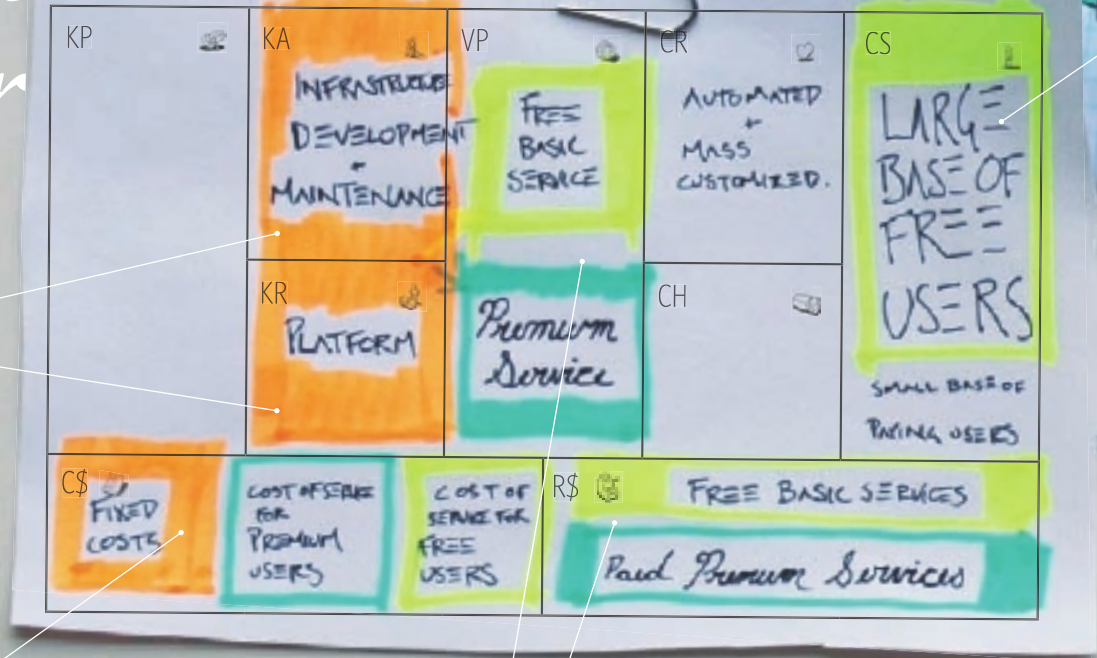 KP
KA
INFRASTRUCTURE
DEVELOPMENT
+
MAINTENANCE
VP
FREE
BASIC
SERVICE
CR
AUTOMATED
+
MASS
CUSTOMIZED.
CS
LARGE
BASE OF
FREE
USERS
SMALL BASE OF
PAYING USERS
KR
PLATFORM
Premium
Service
CH
C$
FIXED
COSTS
COST OF SERVICE
FOR
PREMIUM
USERS
COST OF
SERVICE FOR
FREE
USERS
R$
FREE BASIC SERVICES
Paid Premium Services